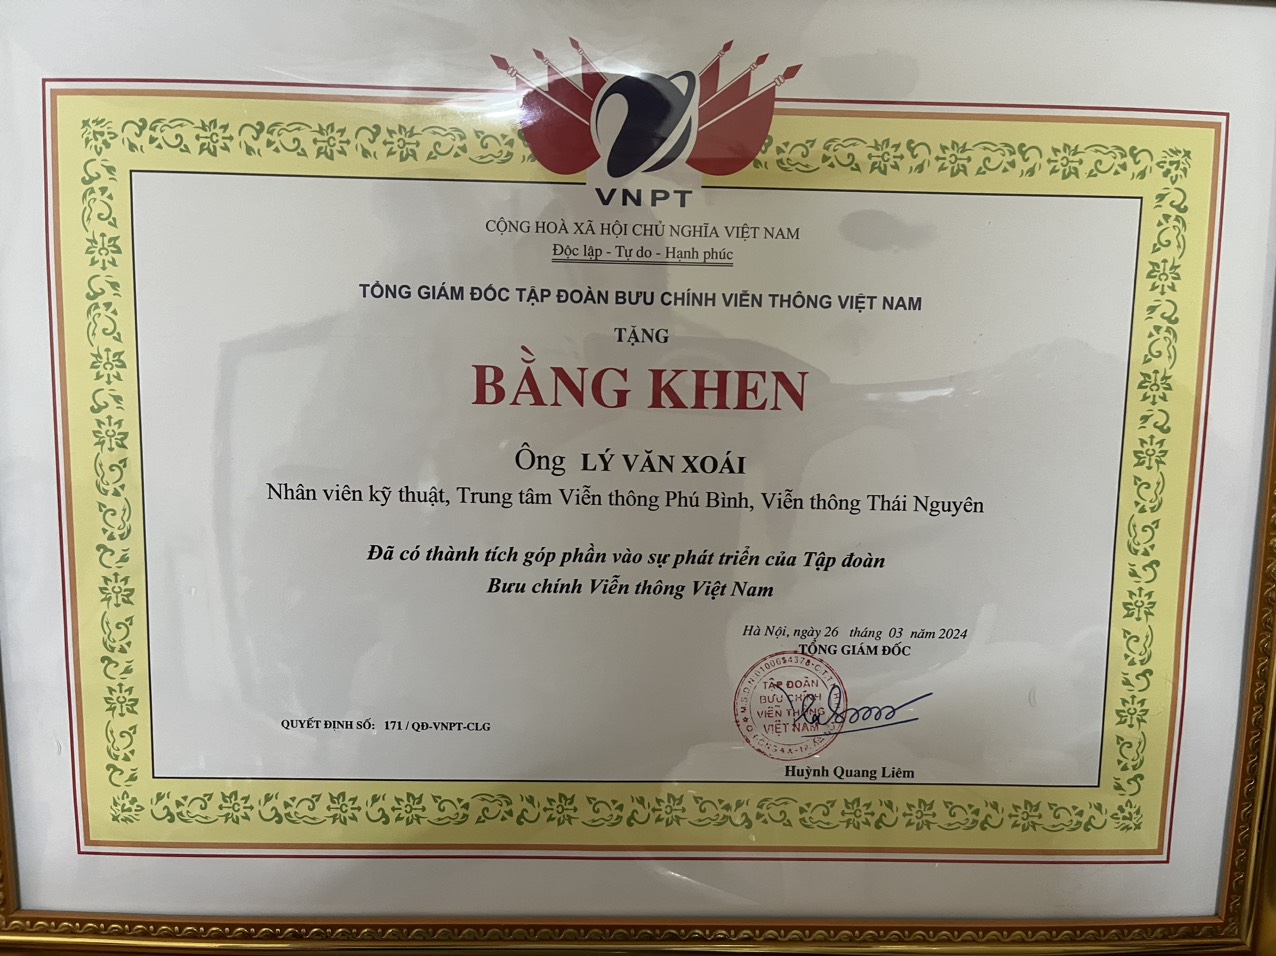 VNPT
CỘNG HOÀ XÃ HỘI CHỦ NGHĨA VIỆT NAM
Độc lập - Tự do - Hạnh phúc
TỔNG GIÁM ĐỐC TẬP ĐOÀN BƯU CHÍNH VIỄN THÔNG VIỆT NAM
TẶNG
BẰNG KHEN
Ông LÝ VĂN XOÁI
Nhân viên kỹ thuật, Trung tâm Viễn thông Phú Bình, Viễn thông Thái Nguyên
Đã có thành tích góp phần vào sự phát triển của Tập đoàn
Bưu chính Viễn thông Việt Nam
Hà Nội, ngày 26 tháng 03 năm 2024
TỔNG GIÁM ĐỐC
TẬP ĐOÀN
BƯU CHÍNH
VIỄN THÔNG
VIỆT NAM
QUYẾT ĐỊNH SỐ: 171 / QĐ-VNPT-CLG
Huỳnh Quang Liêm